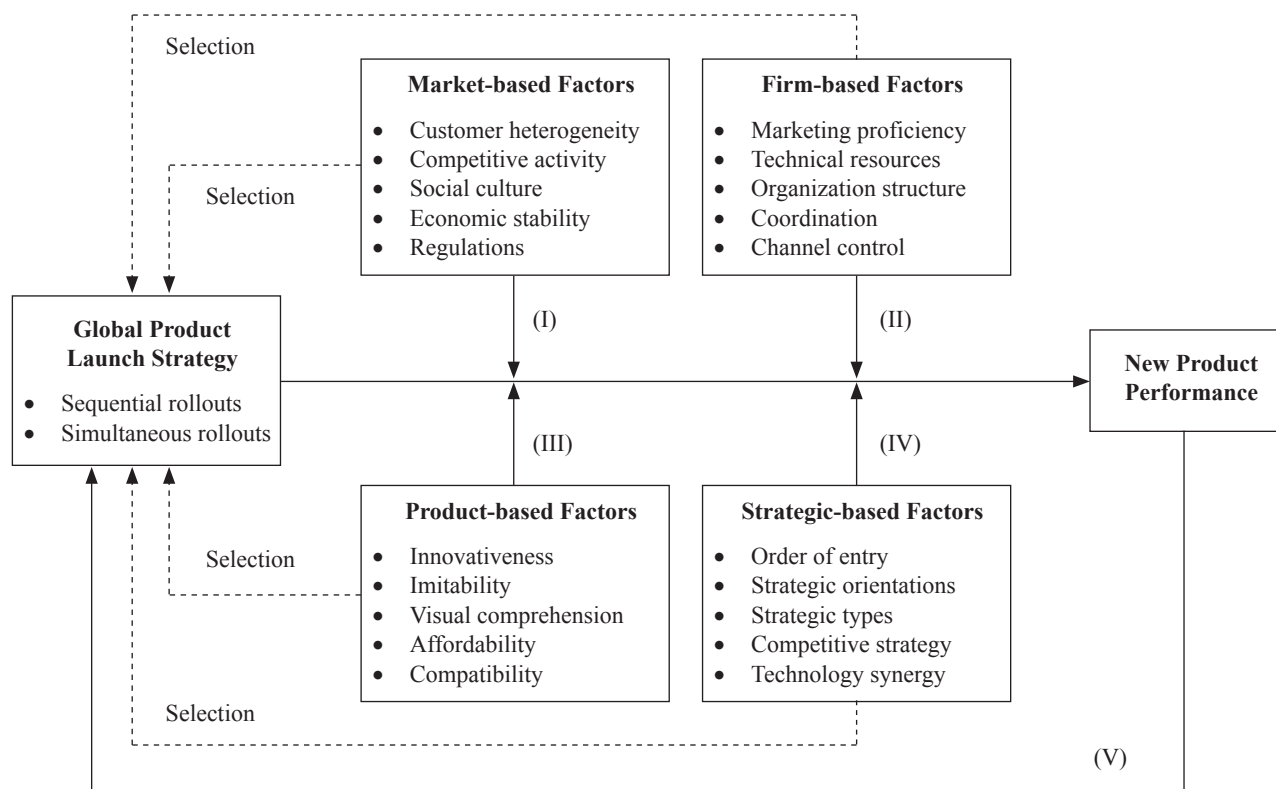 Selection
Market-based Factors
• Customer heterogeneity
• Competitive activity
• Social culture
• Economic stability
• Regulations
Firm-based Factors
• Marketing proficiency
• Technical resources
• Organization structure
• Coordination
• Channel control
Selection
(I)
(II)
Global Product
Launch Strategy
• Sequential rollouts
• Simultaneous rollouts
New Product
Performance
(III)
(IV)
Product-based Factors
• Innovativeness
• Imitability
• Visual comprehension
• Affordability
• Compatibility
Strategic-based Factors
• Order of entry
• Strategic orientations
• Strategic types
• Competitive strategy
• Technology synergy
Selection
Selection
(V)